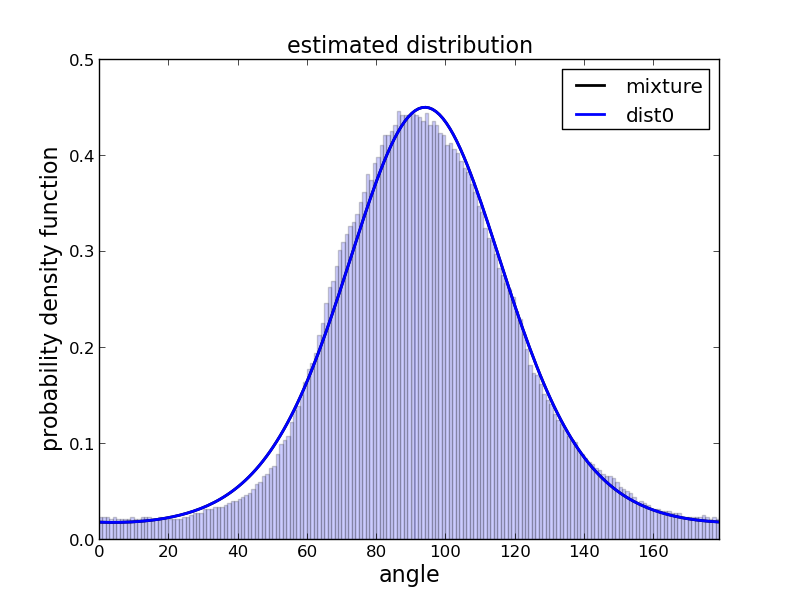 estimated distribution
mixture
dist0
probability density function
0.5
0.4
0.3
0.2
0.1
0.0
0 20 40 60 80 100 120 140 160
angle